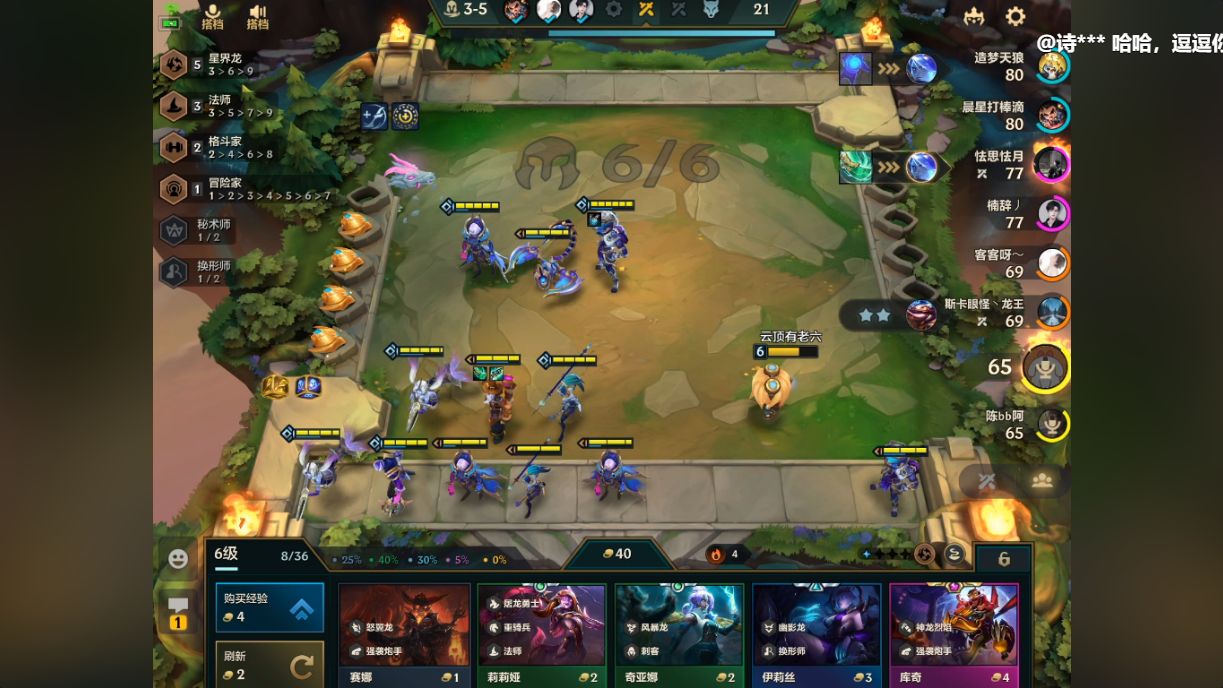 搭档
搭档
3-5
21
@诗*** 哈哈，逗逗你
5
星界龙
3 > 6 > 9
3
法师
3 > 5 > 7 > 9
2
格斗家
2 > 4 > 6 > 8
1
冒险家
1 > 2 > 3 > 4 > 5 > 6 > 7
秘术师
1 / 2
换形师
1 / 2
6/6
造梦天狼
80
晨星打棒滴
80
怯思怯月
77
楠辞丿
77
客客呀～
69
斯卡眼怪丶龙王
69
65
陈bb阿
65
云顶有老六
6
6级
8/36
25%
40%
30%
5%
0%
40
4
6
购买经验
4
刷新
2
1
怒翼龙
强袭炮手
赛娜
1
屠龙勇士
重骑兵
法师
莉莉娅
2
风暴龙
刺客
奇亚娜
2
幽影龙
换形师
伊莉丝
3
神龙烈焰
强袭炮手
库奇
4